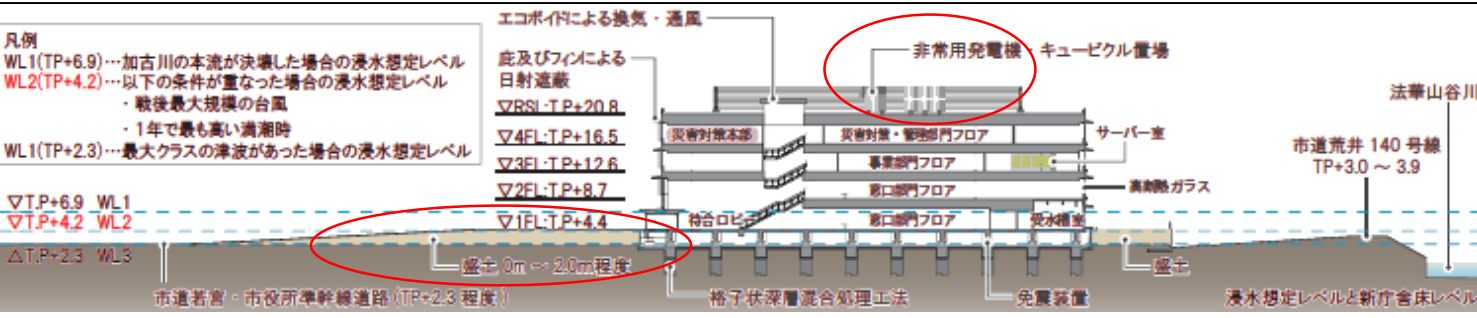 凡例
WL1(TP+6.9)…加古川の本流が決壊した場合の浸水想定レベル
WL2(TP+4.2)…以下の条件が重なった場合の浸水想定レベル
・戦後最大規模の台風
・1年で最も高い満潮時
WL1(TP+2.3)…最大クラスの津波があった場合の浸水想定レベル
エコボイドによる換気・通風
庇及びフィンによる
日射遮蔽
非常用発電機・キュービクル置場
法華山谷川
市道荒井 140 号線
TP+3.0 ～ 3.9
▽RSL:T.P+20.8
▽4FL:T.P+16.5
▽3FL:T.P+12.6
▽2FL:T.P+8.7
▽1FL:T.P+4.4
災害対策本部
災害対策・管理部門フロア
サーバー室
事業部門フロア
窓口部門フロア
高断熱ガラス
待合ロビー
窓口部門フロア
受水槽室
▽T.P+6.9 WL1
▽T.P+4.2 WL2
△T.P+2.3 WL3
盛土 0m ～ 2.0m程度
盛土
市道若宮・市役所準幹線道路(TP+2.3 程度)
格子状深層混合処理工法
免震装置
浸水想定レベルと新庁舎床レベル